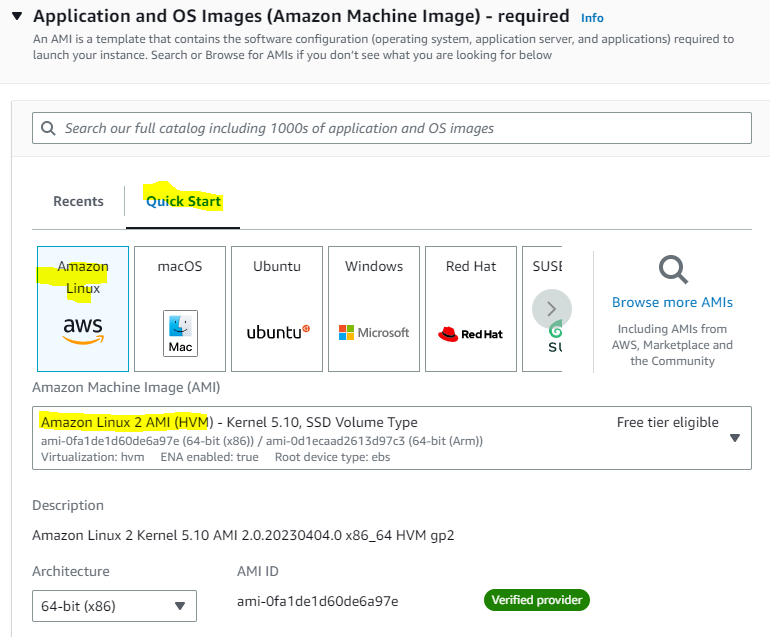 Application and OS Images (Amazon Machine Image) - required Info
An AMI is a template that contains the software configuration (operating system, application server, and applications) required to
launch your instance. Search or Browse for AMIs if you don't see what you are looking for below
Search our full catalog including 1000s of application and OS images
Recents
Quick Start
Amazon
Linux
aws
macOS
Mac
Ubuntu
ubuntu
Windows
Microsoft
Red Hat
Red Hat
SUSE
SU
Browse more AMIs
Including AMIs from
AWS, Marketplace and
the Community
Amazon Machine Image (AMI)
Amazon Linux 2 AMI (HVM) - Kernel 5.10, SSD Volume Type
Free tier eligible
ami-0fa1de1d60de6a97e (64-bit (x86)) / ami-0d1ecaad2613d97c3 (64-bit (Arm))
Virtualization: hvm ENA enabled: true Root device type: ebs
Description
Amazon Linux 2 Kernel 5.10 AMI 2.0.20230404.0 x86_64 HVM gp2
Architecture
AMI ID
64-bit (x86)
ami-0fa1de1d60de6a97e
Verified provider